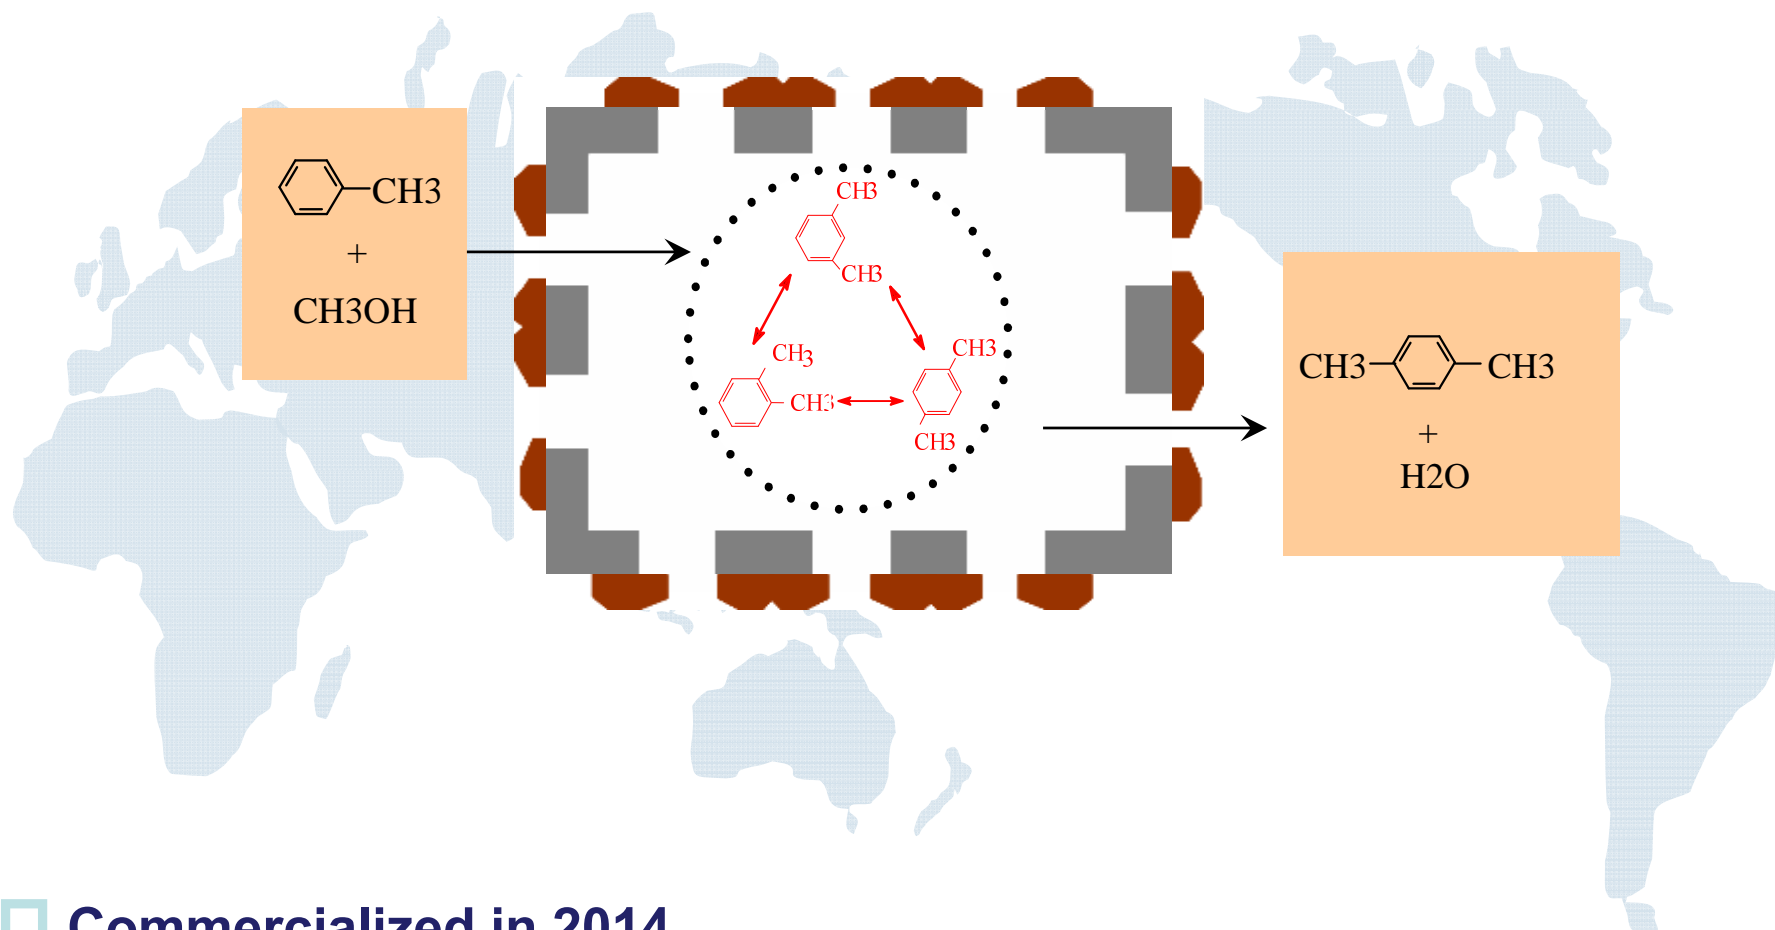 CH3
+
CH3OH
CH3
CH3
CH3
CH3
CH3
CH3
CH3 CH3
+
H2O
Commercialized in 2014